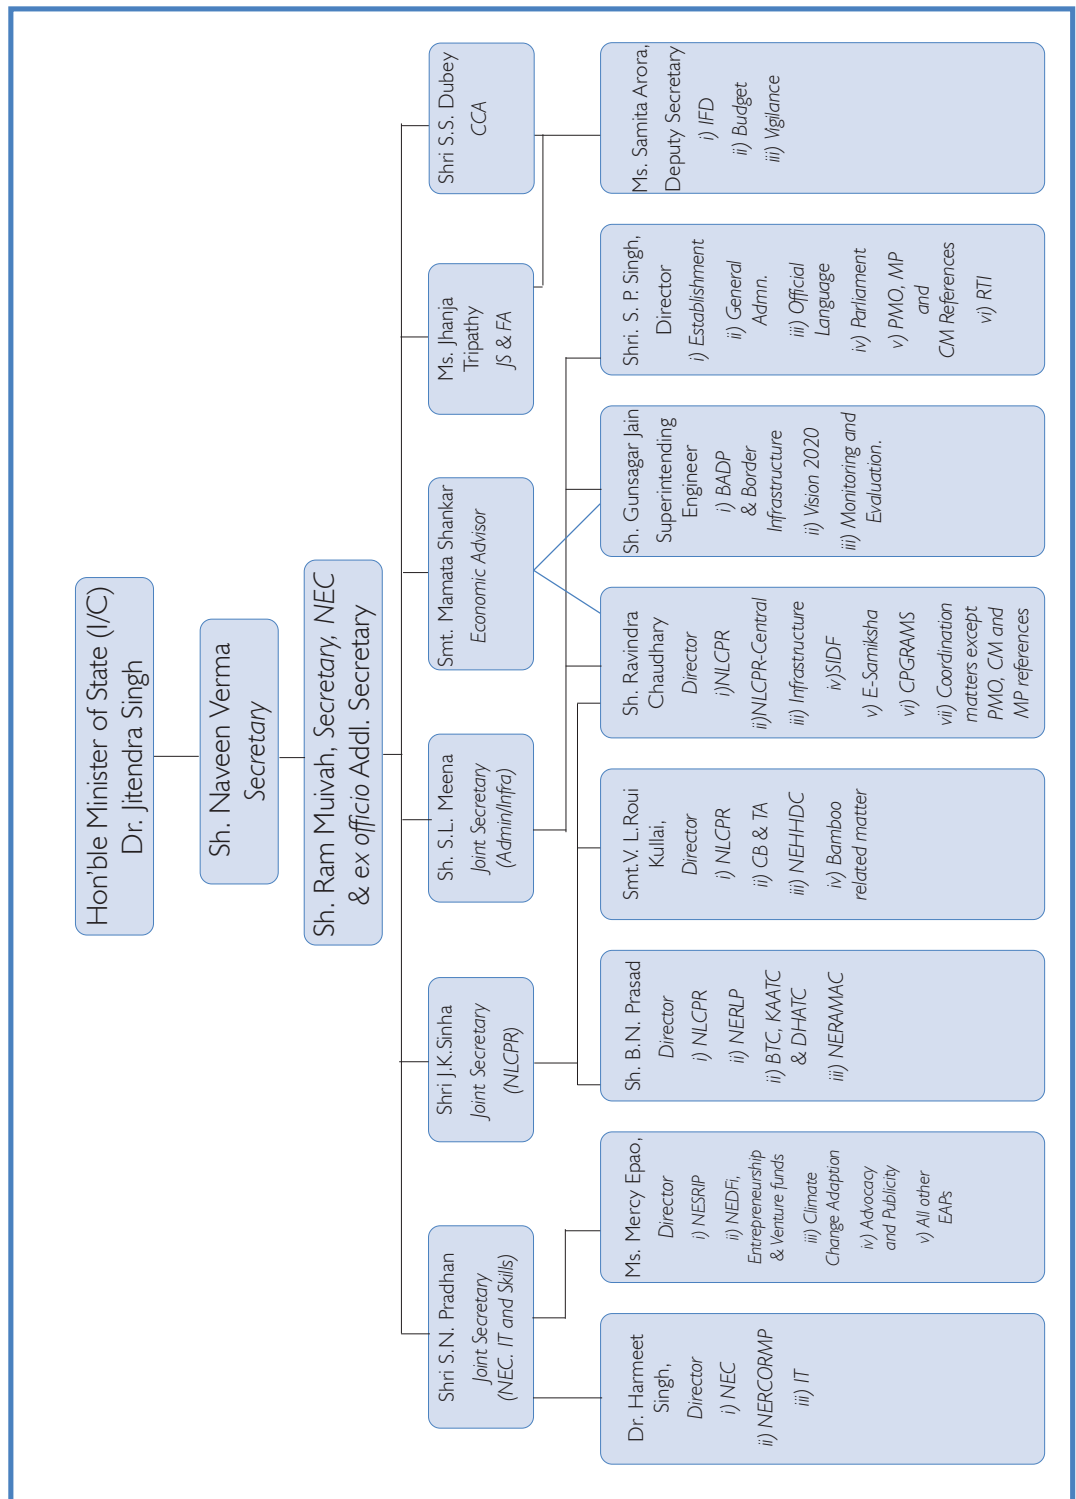 Hon'ble Minister of State (I/C)
Dr. Jitendra Singh
Sh. Naveen Verma
Secretary
Sh. Ram Muivah, Secretary, NEC
& ex officio Addl. Secretary
Shri S.N. Pradhan
Joint Secretary
(NEC. IT and Skills)
Shri J.K.Sinha
Joint Secretary
(NLCPR)
Sh. S.L. Meena
Joint Secretary
(Admin/Infra)
Smt. Mamata Shankar
Economic Advisor
Ms. Jhanja
Tripathy
JS & FA
Shri S.S. Dubey
CCA
Dr. Harmeet
Singh,
Director
i) NEC
ii) NERCORMP
iii) IT
Ms. Mercy Epao,
Director
i) NESRIP
ii) NEDFi,
Entrepreneurship
& Venture funds
iii) Climate
Change Adaption
iv) Advocacy
and Publicity
v) All other
EAPs
Sh. B.N. Prasad
Director
i) NLCPR
ii) NERLP
ii) BTC, KAATC
& DHATC
iii) NERAMAC
Smt.V. L.Roui
Kullai,
Director
i) NLCPR
ii) CB & TA
iii) NEHHDC
iv) Bamboo
related matter
Sh. Ravindra
Chaudhary
Director
i)NLCPR
ii)NLCPR-Central
iii) Infrastructure
iv)SIDF
v) E-Samiksha
vi) CPGRAMS
vii) Coordination
matters except
PMO, CM and
MP references
Sh. Gunsagar Jain
Superintending
Engineer
i) BADP
& Border
Infrastructure
ii) Vision 2020
iii) Monitoring and
Evaluation.
Shri. S. P. Singh,
Director
i) Establishment
ii) General
Admn.
iii) Official
Language
iv) Parliament
v) PMO, MP
and
CM References
vi) RTI
Ms. Samita Arora,
Deputy Secretary
i) IFD
ii) Budget
iii) Vigilance